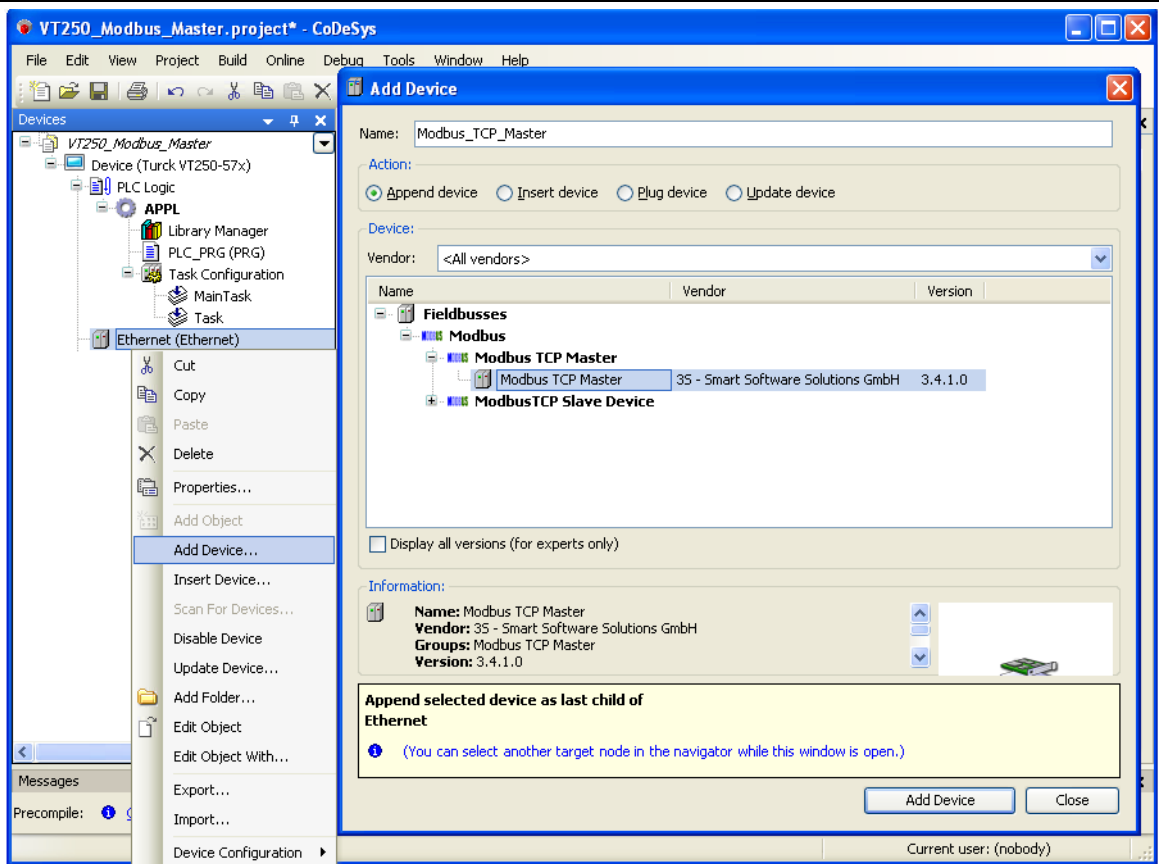 VT250_Modbus_Master.project* - CoDeSys
File Edit View Project Build Online Debug Tools Window Help
Devices
VT250_Modbus_Master
Device (Turck VT250-57x)
PLC Logic
APPL
Library Manager
PLC_PRG (PRG)
Task Configuration
MainTask
Task
Ethernet (Ethernet)
Cut
Copy
Paste
Delete
Properties...
Add Object
Add Device...
Insert Device...
Scan For Devices...
Disable Device
Update Device...
Add Folder...
Edit Object
Edit Object With...
Export...
Import...
Device Configuration
Messages
Precompile:
Add Device
Name: Modbus_TCP_Master
Action:
Append device Insert device Plug device Update device
Device:
Vendor: <All vendors>
Name Vendor Version
Fieldbusses
Modbus
Modbus TCP Master
Modbus TCP Master 3S - Smart Software Solutions GmbH 3.4.1.0
ModbusTCP Slave Device
Display all versions (for experts only)
Information:
Name: Modbus TCP Master
Vendor: 3S - Smart Software Solutions GmbH
Groups: Modbus TCP Master
Version: 3.4.1.0
Append selected device as last child of
Ethernet
(You can select another target node in the navigator while this window is open.)
Add Device Close
Current user: (nobody)